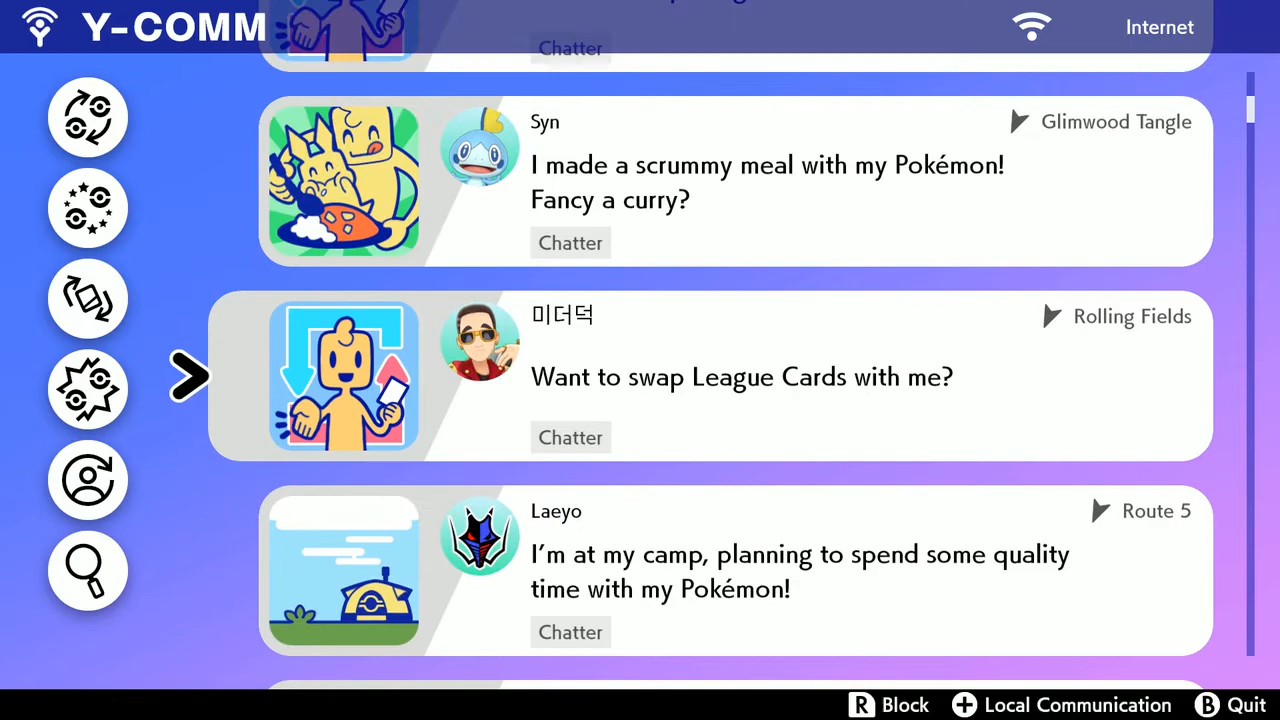 Y-COMM
Internet
Chatter
Syn
Glimwood Tangle
I made a scrummy meal with my Pokémon!
Fancy a curry?
Chatter
미더덕
Rolling Fields
Want to swap League Cards with me?
Chatter
Laeyo
Route 5
I'm at my camp, planning to spend some quality
time with my Pokémon!
Chatter
R Block
+ Local Communication
B Quit